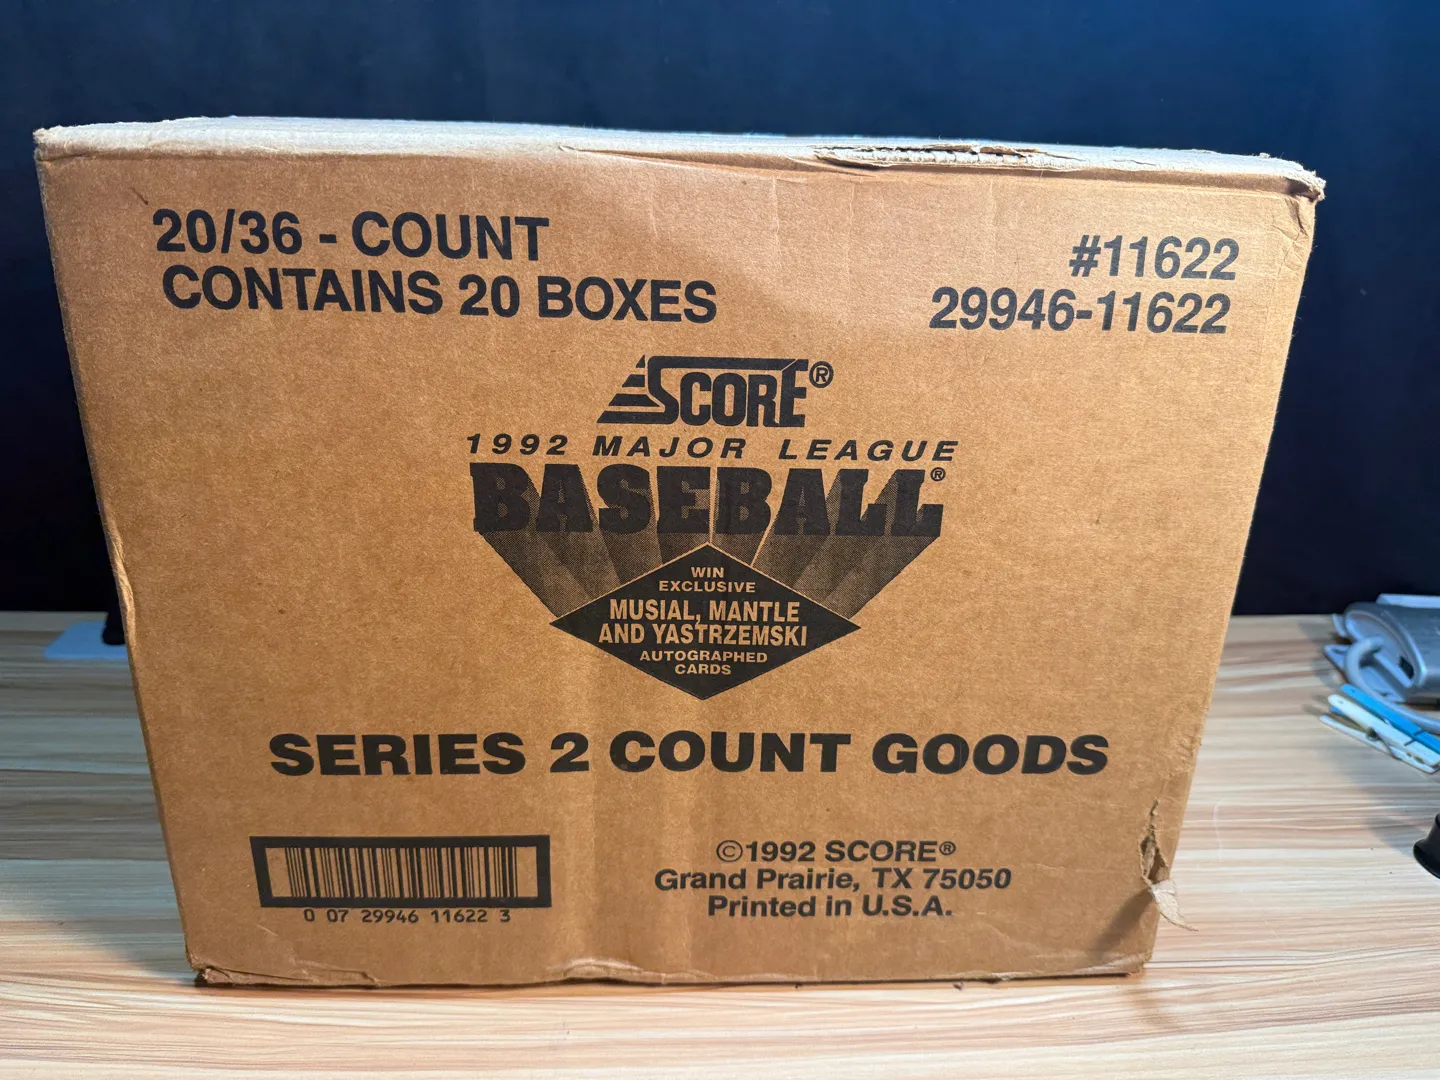 20/36 - COUNT
CONTAINS 20 BOXES
#11622
29946-11622
SCORE®
1992 MAJOR LEAGUE
BASEBALL®
WIN
EXCLUSIVE
MUSIAL, MANTLE
AND YASTRZEMSKI
AUTOGRAPHED
CARDS
SERIES 2 COUNT GOODS
0 07 29946 11622 3
©1992 SCORE®
Grand Prairie, TX 75050
Printed in U.S.A.